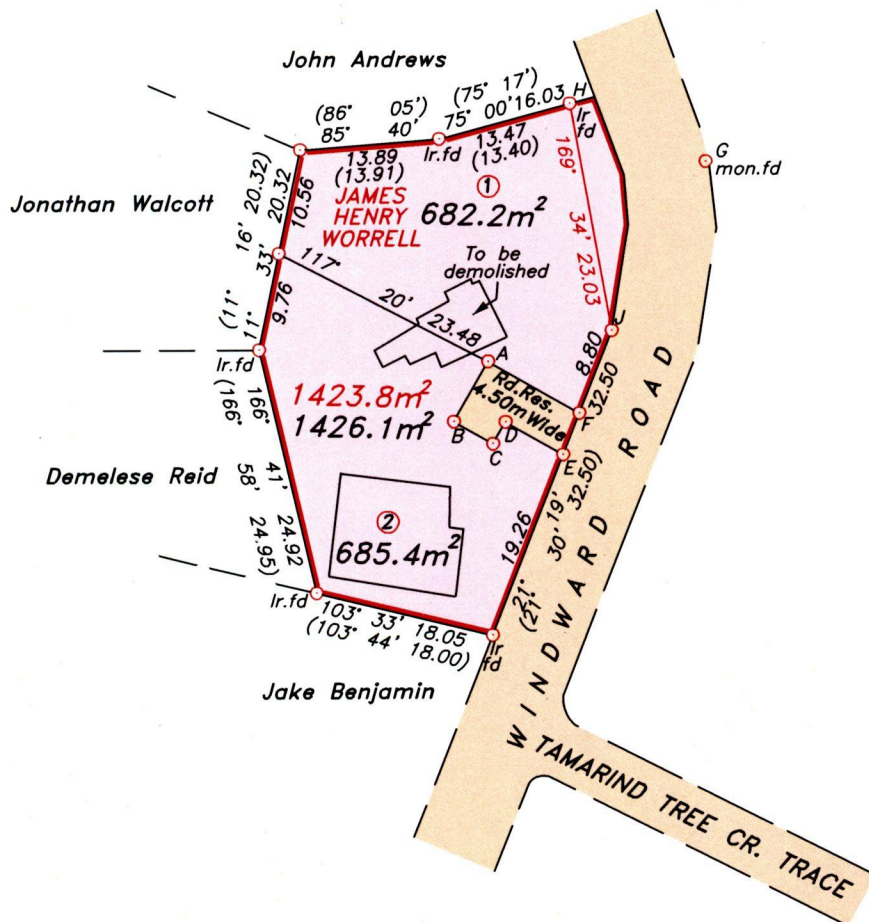 John Andrews
(75° 17')
75° 00' 16.03
H
Ir.
fd
(86° 05')
85° 40'
13.47
(13.40)
Ir.fd
13.89
(13.91)
G
mon.fd
169° 34' 23.03
①
682.2m²
JAMES
HENRY
WORRELL
Jonathan Walcott
(11° 16' 20.32)
11° 33' 20.32
10.56
9.76
To be
demolished
117° 20' 23.48
J
8.80
A
Rd.Res.
4.50m Wide
F
B
D
C
E
Ir.fd
1423.8m²
1426.1m²
21° 19' 32.50
(21° 30' 32.50)
WINDWARD ROAD
Demelese Reid
166° 41' 24.92
(166° 58' 24.95)
②
685.4m²
19.26
Ir.fd
103° 33' 18.05
(103° 44' 18.00)
Ir
fd
Jake Benjamin
TAMARIND TREE CR. TRACE